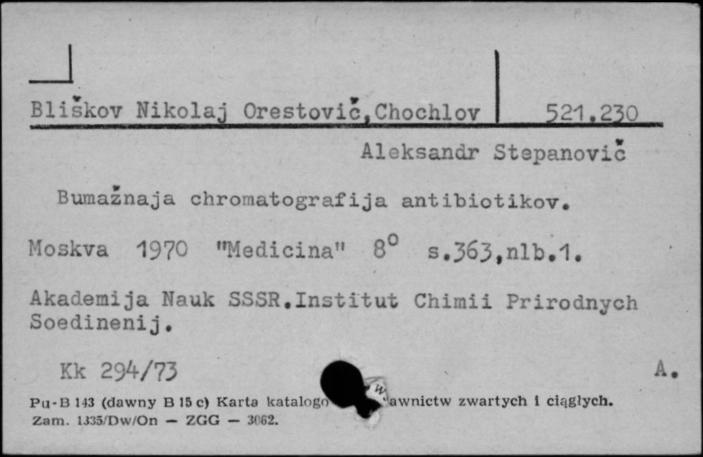 Bliškov Nikolaj Orestovič, Chochlov 521.230
Aleksandr Stepanovič
Bumažnaja chromatografija antibiotikov.
Moskva 1970 "Medicina" 8° s.363,nlb.1.
Akademija Nauk SSSR.Institut Chimii Prirodnych
Soedinenij.
Kk 294/73 A.
Pu-B 143 (dawny B 15 c) Karta katalogo w awnictw zwartych i ciągłych.
Zam. 1335/Dw/On — ZGG — 3062.